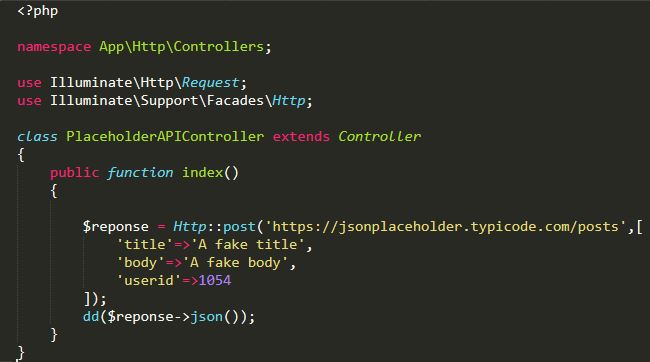 <?php
namespace App\Http\Controllers;
use Illuminate\Http\Request;
use Illuminate\Support\Facades\Http;
class PlaceholderAPIController extends Controller
{
public function index()
{
$reponse = Http::post('https://jsonplaceholder.typicode.com/posts',[
'title'=>'A fake title',
'body'=>'A fake body',
'userid'=>1054
]);
dd($reponse->json());
}
}